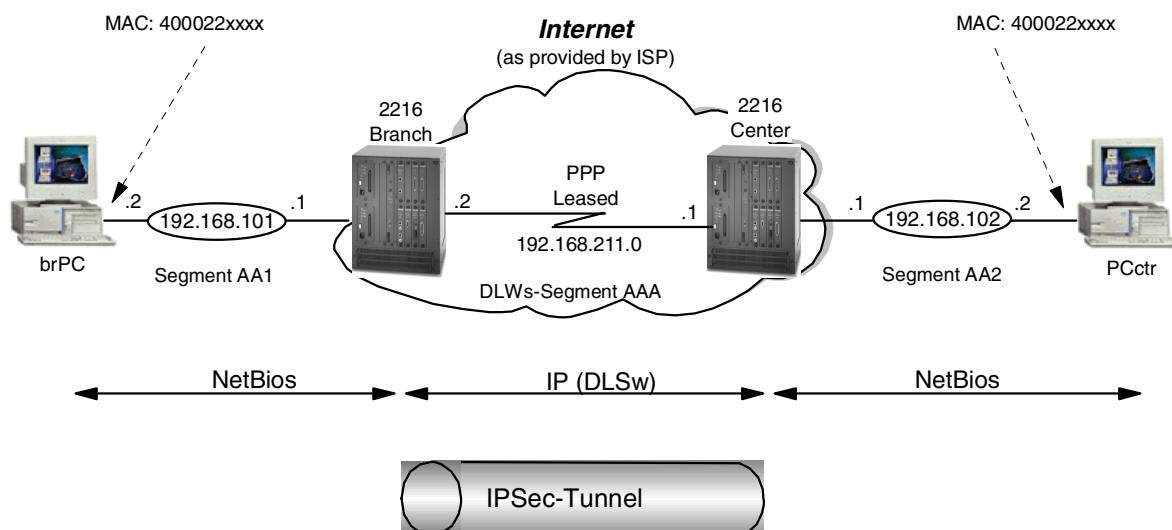 MAC: 400022xxxx
Internet
(as provided by ISP)
MAC: 400022xxxx
2216
Branch
2216
Center
PPP
Leased
.2
192.168.101
.1
.2
.1
.1
192.168.102
.2
192.168.211.0
brPC
Segment AA1
DLWs-Segment AAA
Segment AA2
PCctr
NetBios
IP (DLSw)
NetBios
IPSec-Tunnel